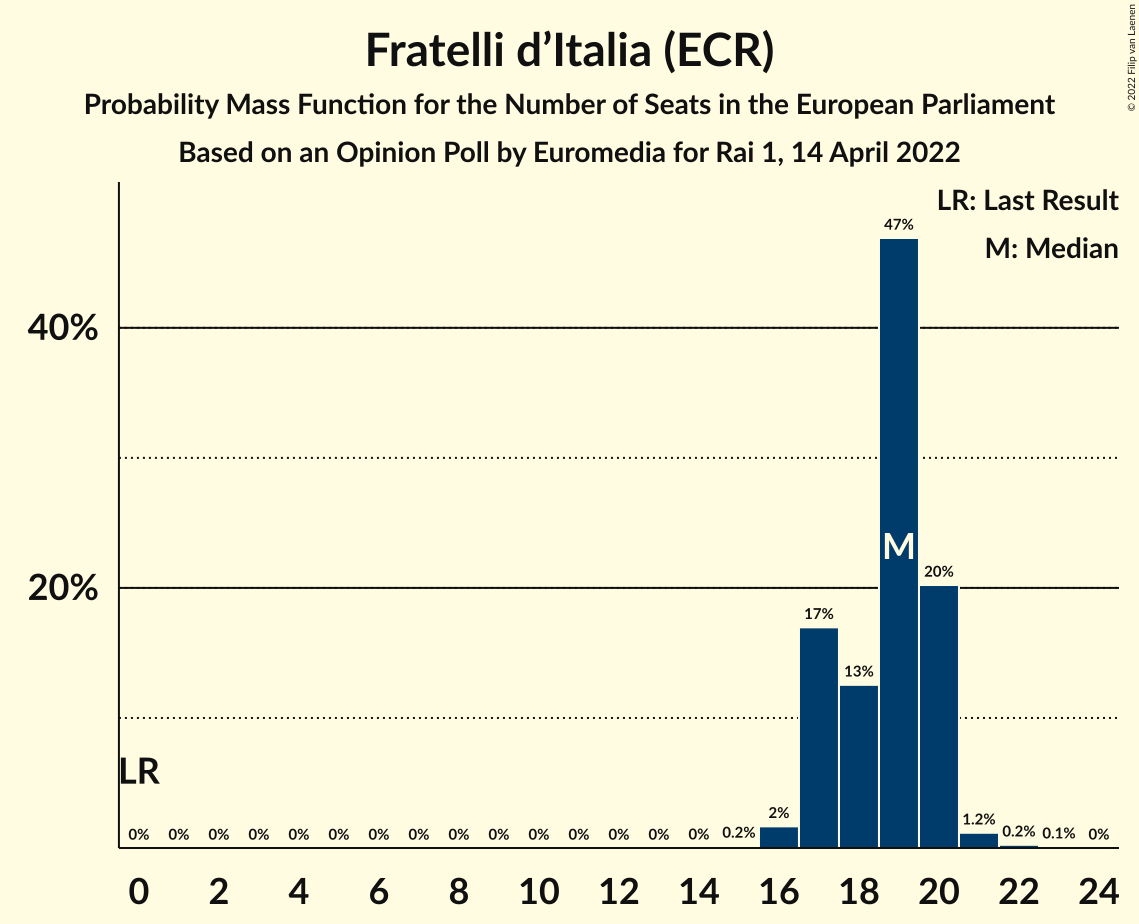 Fratelli d’Italia (ECR)
Probability Mass Function for the Number of Seats in the European Parliament
Based on an Opinion Poll by Euromedia for Rai 1, 14 April 2022
© 2022 Filip van Laenen
LR: Last Result
M: Median
47%
40%
M
20%
20%
17%
13%
LR
0% 0% 0% 0% 0% 0% 0% 0% 0% 0% 0% 0% 0% 0% 0% 0.2% 2% 1.2% 0.2% 0.1% 0%
0 2 4 6 8 10 12 14 16 18 20 22 24